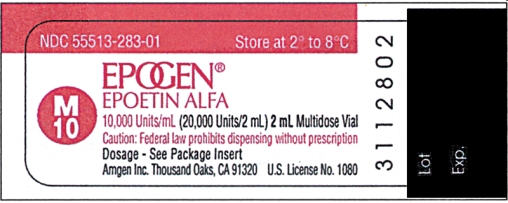 NDC 55513-283-01 Store at 2° to 8°C
EPOGEN®
EPOETIN ALFA
M
10
10,000 Units/mL (20,000 Units/2 mL) 2 mL Multidose Vial
Caution: Federal law prohibits dispensing without prescription
Dosage - See Package Insert
Amgen Inc. Thousand Oaks, CA 91320 U.S. License No. 1080
3112802
Lot
Exp.